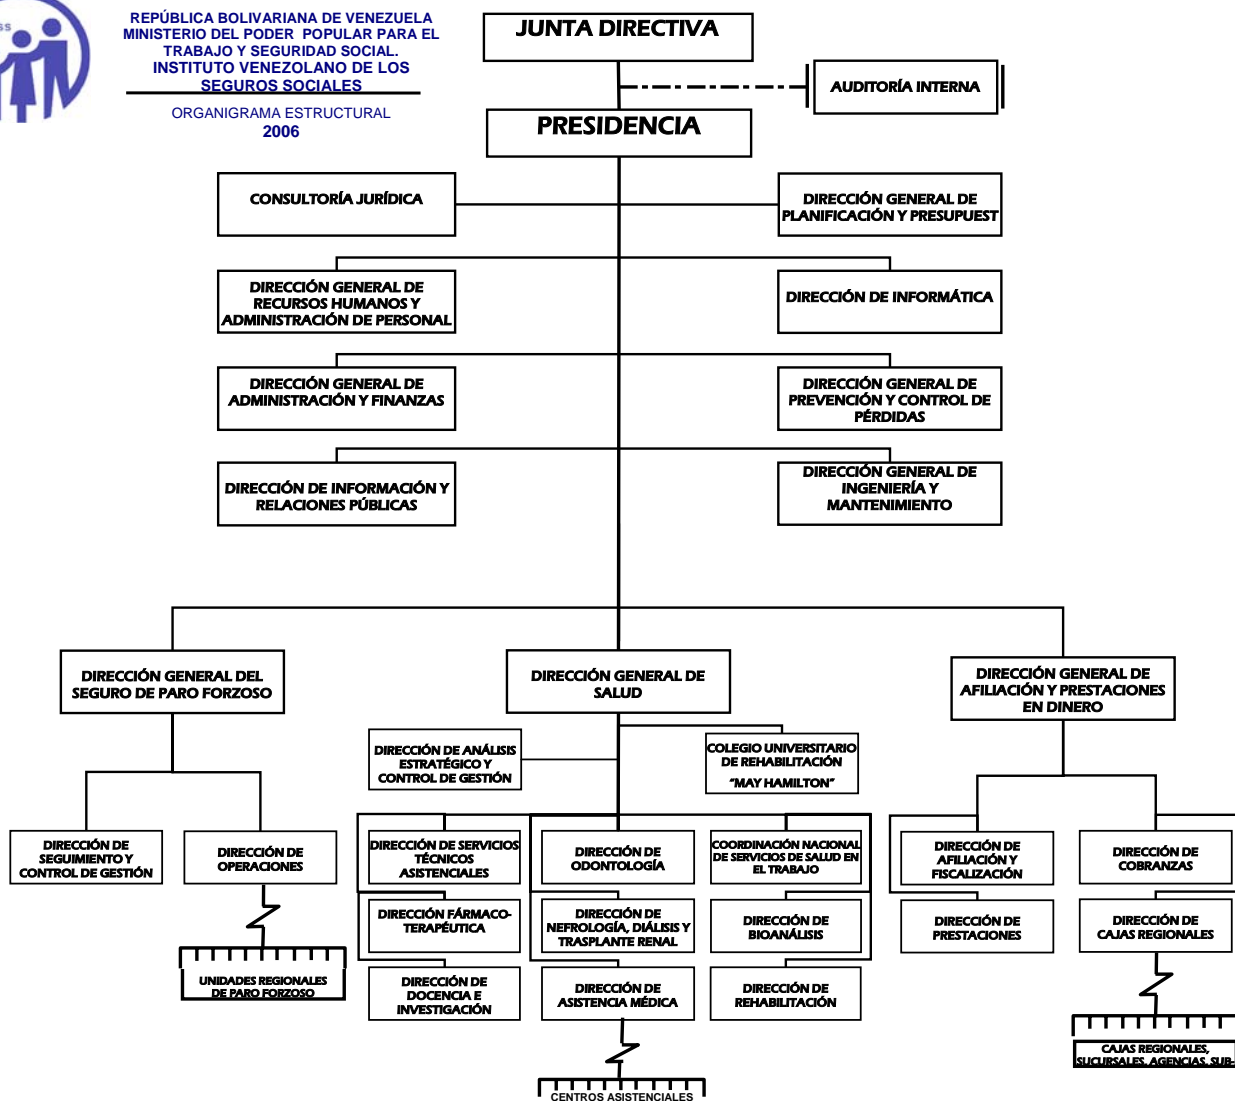 ss
REPÚBLICA BOLIVARIANA DE VENEZUELA
MINISTERIO DEL PODER POPULAR PARA EL
TRABAJO Y SEGURIDAD SOCIAL.
INSTITUTO VENEZOLANO DE LOS
SEGUROS SOCIALES
ORGANIGRAMA ESTRUCTURAL
2006
JUNTA DIRECTIVA
AUDITORÍA INTERNA
PRESIDENCIA
CONSULTORÍA JURÍDICA
DIRECCIÓN GENERAL DE
PLANIFICACIÓN Y PRESUPUEST
DIRECCIÓN GENERAL DE
RECURSOS HUMANOS Y
ADMINISTRACIÓN DE PERSONAL
DIRECCIÓN DE INFORMÁTICA
DIRECCIÓN GENERAL DE
ADMINISTRACIÓN Y FINANZAS
DIRECCIÓN GENERAL DE
PREVENCIÓN Y CONTROL DE
PÉRDIDAS
DIRECCIÓN DE INFORMACIÓN Y
RELACIONES PÚBLICAS
DIRECCIÓN GENERAL DE
INGENIERÍA Y
MANTENIMIENTO
DIRECCIÓN GENERAL DEL
SEGURO DE PARO FORZOSO
DIRECCIÓN GENERAL DE
SALUD
DIRECCIÓN GENERAL DE
AFILIACIÓN Y PRESTACIONES
EN DINERO
DIRECCIÓN DE ANÁLISIS
ESTRATÉGICO Y
CONTROL DE GESTIÓN
COLEGIO UNIVERSITARIO
DE REHABILITACIÓN
"MAY HAMILTON"
DIRECCIÓN DE
SEGUIMIENTO Y
CONTROL DE GESTIÓN
DIRECCIÓN DE
OPERACIONES
DIRECCIÓN DE SERVICIOS
TÉCNICOS
ASISTENCIALES
DIRECCIÓN DE
ODONTOLOGÍA
COORDINACIÓN NACIONAL
DE SERVICIOS DE SALUD EN
EL TRABAJO
DIRECCIÓN DE
AFILIACIÓN Y
FISCALIZACIÓN
DIRECCIÓN DE
COBRANZAS
DIRECCIÓN FÁRMACO-
TERAPÉUTICA
DIRECCIÓN DE
NEFROLOGÍA, DIÁLISIS Y
TRASPLANTE RENAL
DIRECCIÓN DE
BIOANÁLISIS
DIRECCIÓN DE
PRESTACIONES
DIRECCIÓN DE
CAJAS REGIONALES
UNIDADES REGIONALES
DE PARO FORZOSO
DIRECCIÓN DE
DOCENCIA E
INVESTIGACIÓN
DIRECCIÓN DE
ASISTENCIA MÉDICA
DIRECCIÓN DE
REHABILITACIÓN
CAJAS REGIONALES,
SUCURSALES, AGENCIAS, SUB-
CENTROS ASISTENCIALES